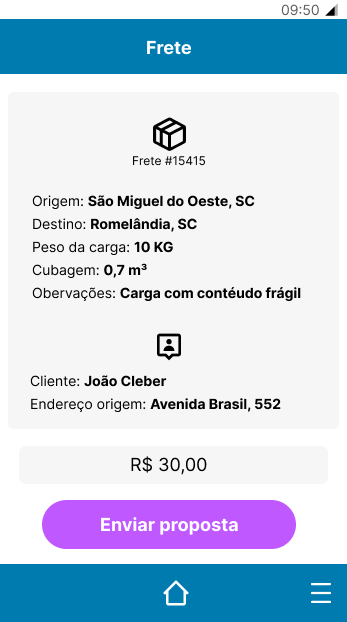 09:50
Frete
Frete #15415
Origem: São Miguel do Oeste, SC
Destino: Romelândia, SC
Peso da carga: 10 KG
Cubagem: 0,7 m³
Obervações: Carga com contéudo frágil
Cliente: João Cleber
Endereço origem: Avenida Brasil, 552
R$ 30,00
Enviar proposta